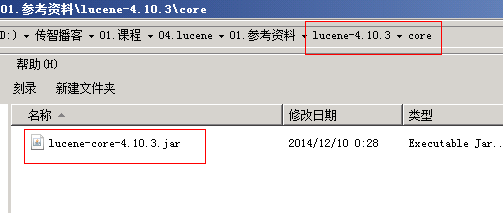 01.参考资料\lucene-4.10.3\core
D:) ▾ 传智播客 ▾ 01.课程 ▾ 04.lucene ▾ 01.参考资料 ▾ lucene-4.10.3 ▾ core
帮助(H)
刻录 新建文件夹
名称 修改日期 类型
lucene-core-4.10.3.jar 2014/12/10 0:28 Executable Jar...